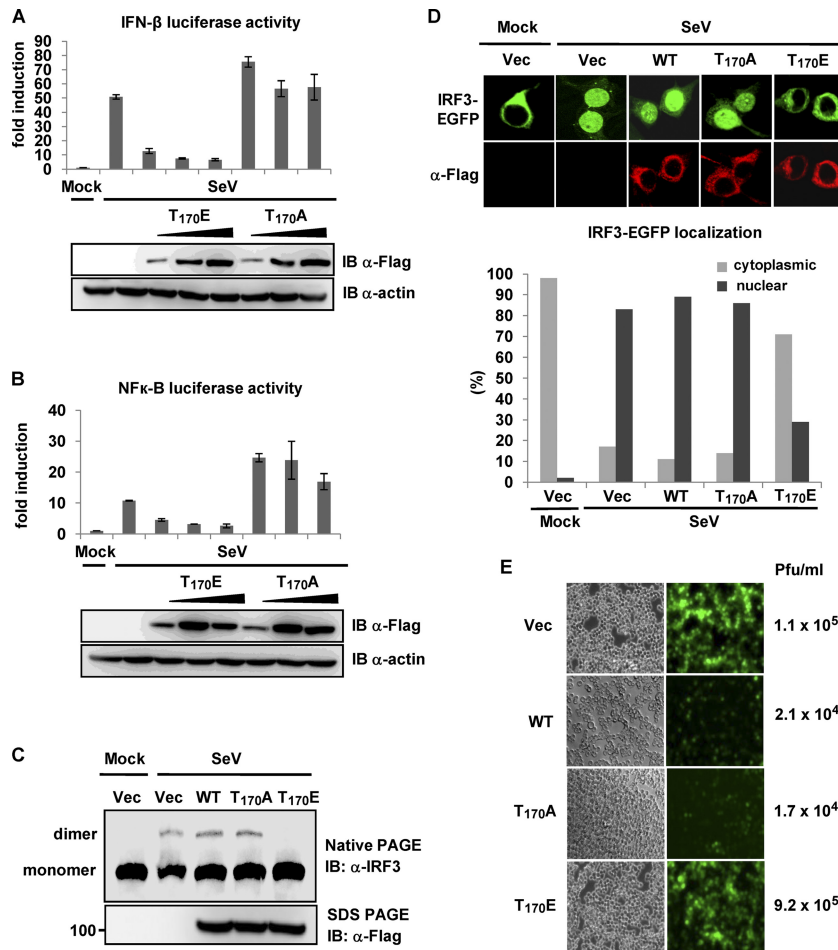 A
IFN-β luciferase activity
fold induction
90
80
70
60
50
40
30
20
10
0
Mock
SeV
T170E
T170A
IB α-Flag
IB α-actin
B
NFκ-B luciferase activity
fold induction
40
30
20
10
0
Mock
SeV
T170E
T170A
IB α-Flag
IB α-actin
C
Mock
SeV
Vec
Vec
WT
T170A
T170E
dimer
monomer
Native PAGE
IB: α-IRF3
100
SDS PAGE
IB: α-Flag
D
Mock
SeV
Vec
Vec
WT
T170A
T170E
IRF3-
EGFP
α-Flag
IRF3-EGFP localization
cytoplasmic
nuclear
(%)
100
90
80
70
60
50
40
30
20
10
0
Vec
Vec
WT
T170A
T170E
Mock
SeV
E
Pfu/ml
Vec
1.1 x 10^5
WT
2.1 x 10^4
T170A
1.7 x 10^4
T170E
9.2 x 10^5